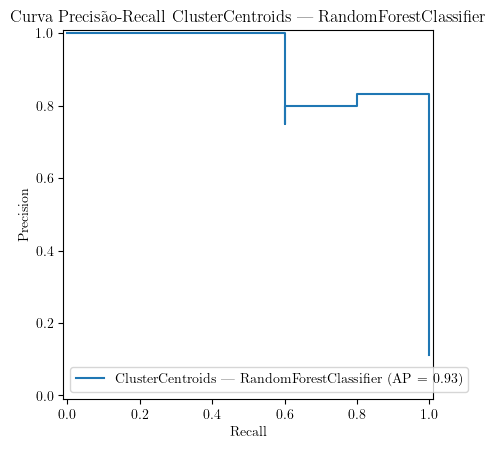 Curva Precisão-Recall ClusterCentroids — RandomForestClassifier
1.0
0.8
0.6
0.4
0.2
0.0
Precision
ClusterCentroids — RandomForestClassifier (AP = 0.93)
0.0 0.2 0.4 0.6 0.8 1.0
Recall